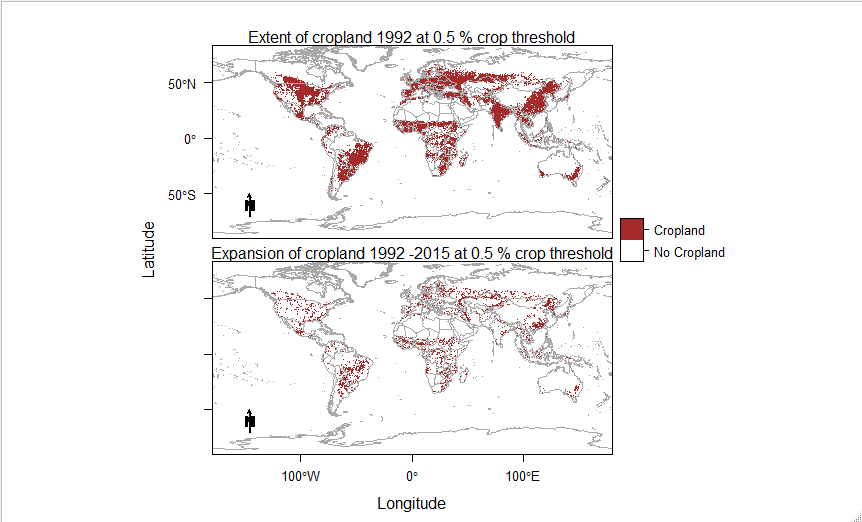 Extent of cropland 1992 at 0.5 % crop threshold
50°N
0°
50°S
Latitude
Cropland
No Cropland
Expansion of cropland 1992 -2015 at 0.5 % crop threshold
100°W
0°
100°E
Longitude